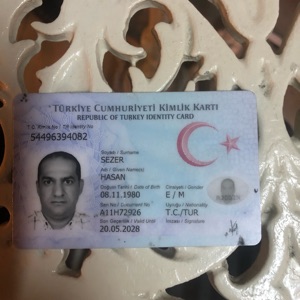 TÜRKİYE CUMHURİYETİ KİMLİK KARTI
REPUBLIC OF TURKEY IDENTITY CARD
T.C. Kimlik No / TR Identity No
54496394082
Soyadı / Surname
SEZER
Adı / Given Name(s)
HASAN
Doğum Tarihi / Date of Birth Cinsiyeti / Gender
08.11.1980 E / M
Seri No / Document No Uyruğu / Nationality
A11H72926 T.C./TUR
Son Geçerlilik / Valid Until İmzası / Signature
20.05.2028